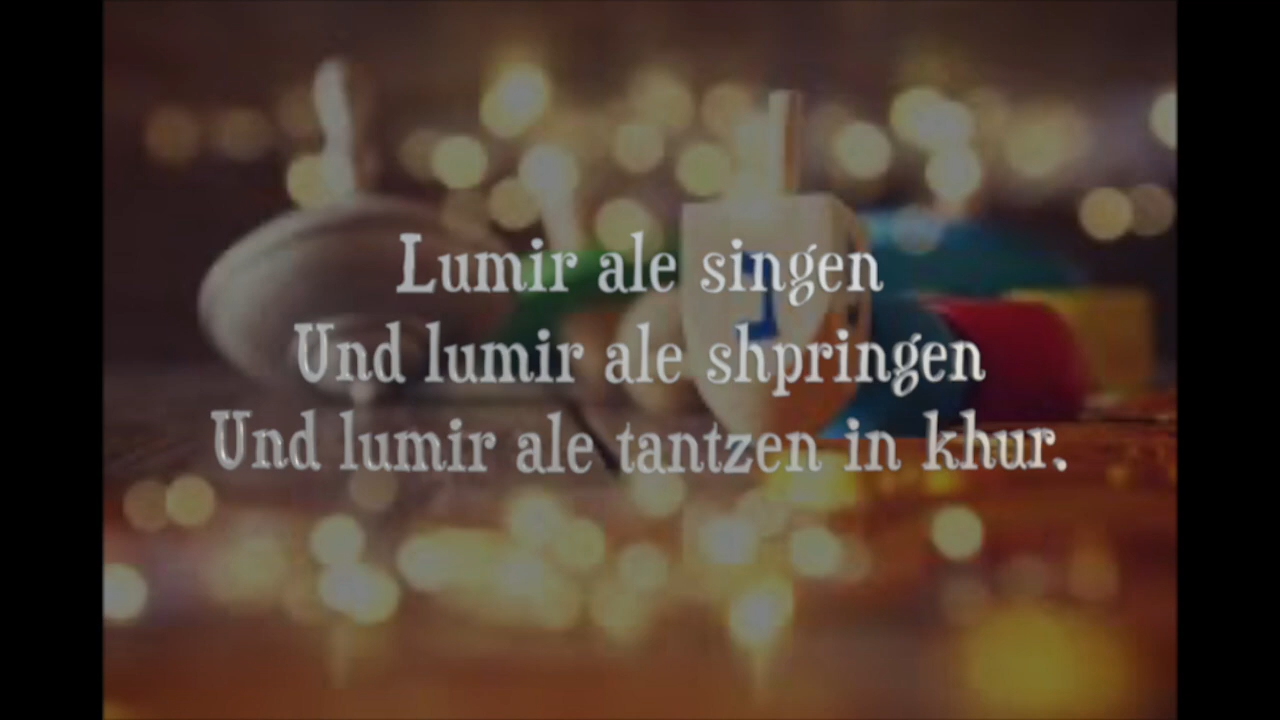 Lumir ale singen
Und lumir ale shpringen
Und lumir ale tantzen in khur.